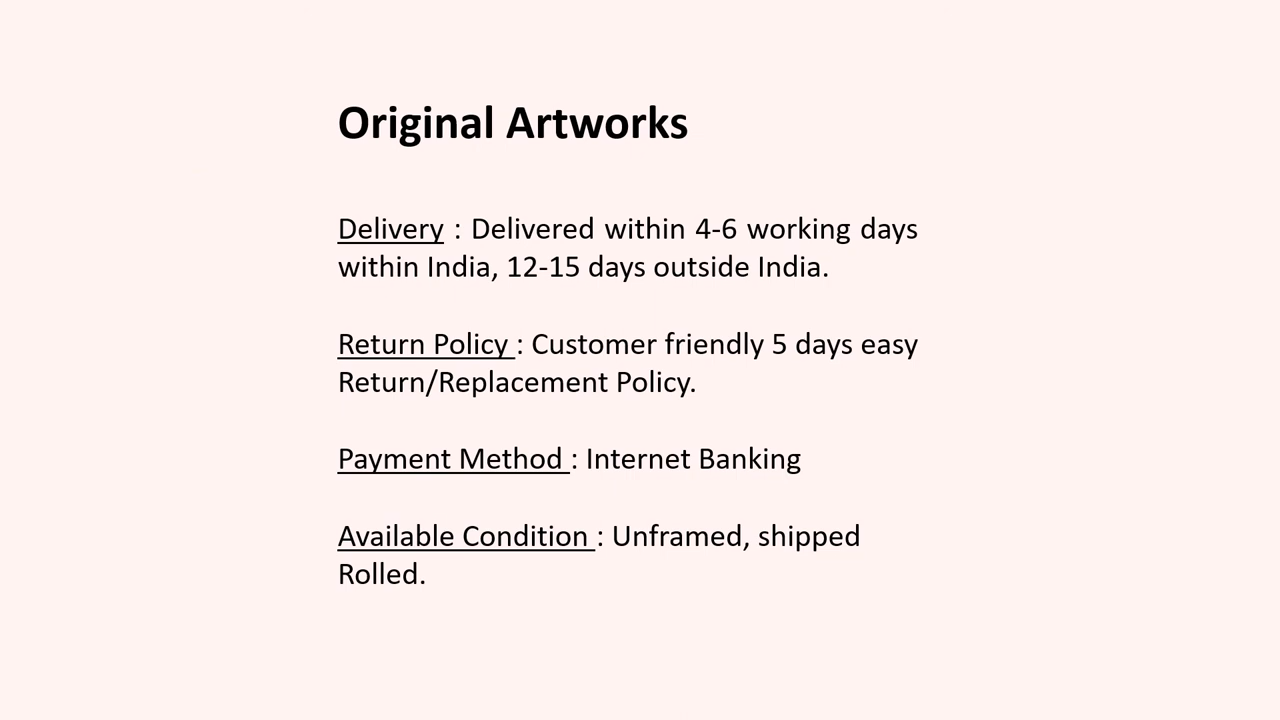 Original Artworks
Delivery : Delivered within 4-6 working days
within India, 12-15 days outside India.
Return Policy : Customer friendly 5 days easy
Return/Replacement Policy.
Payment Method : Internet Banking
Available Condition : Unframed, shipped
Rolled.